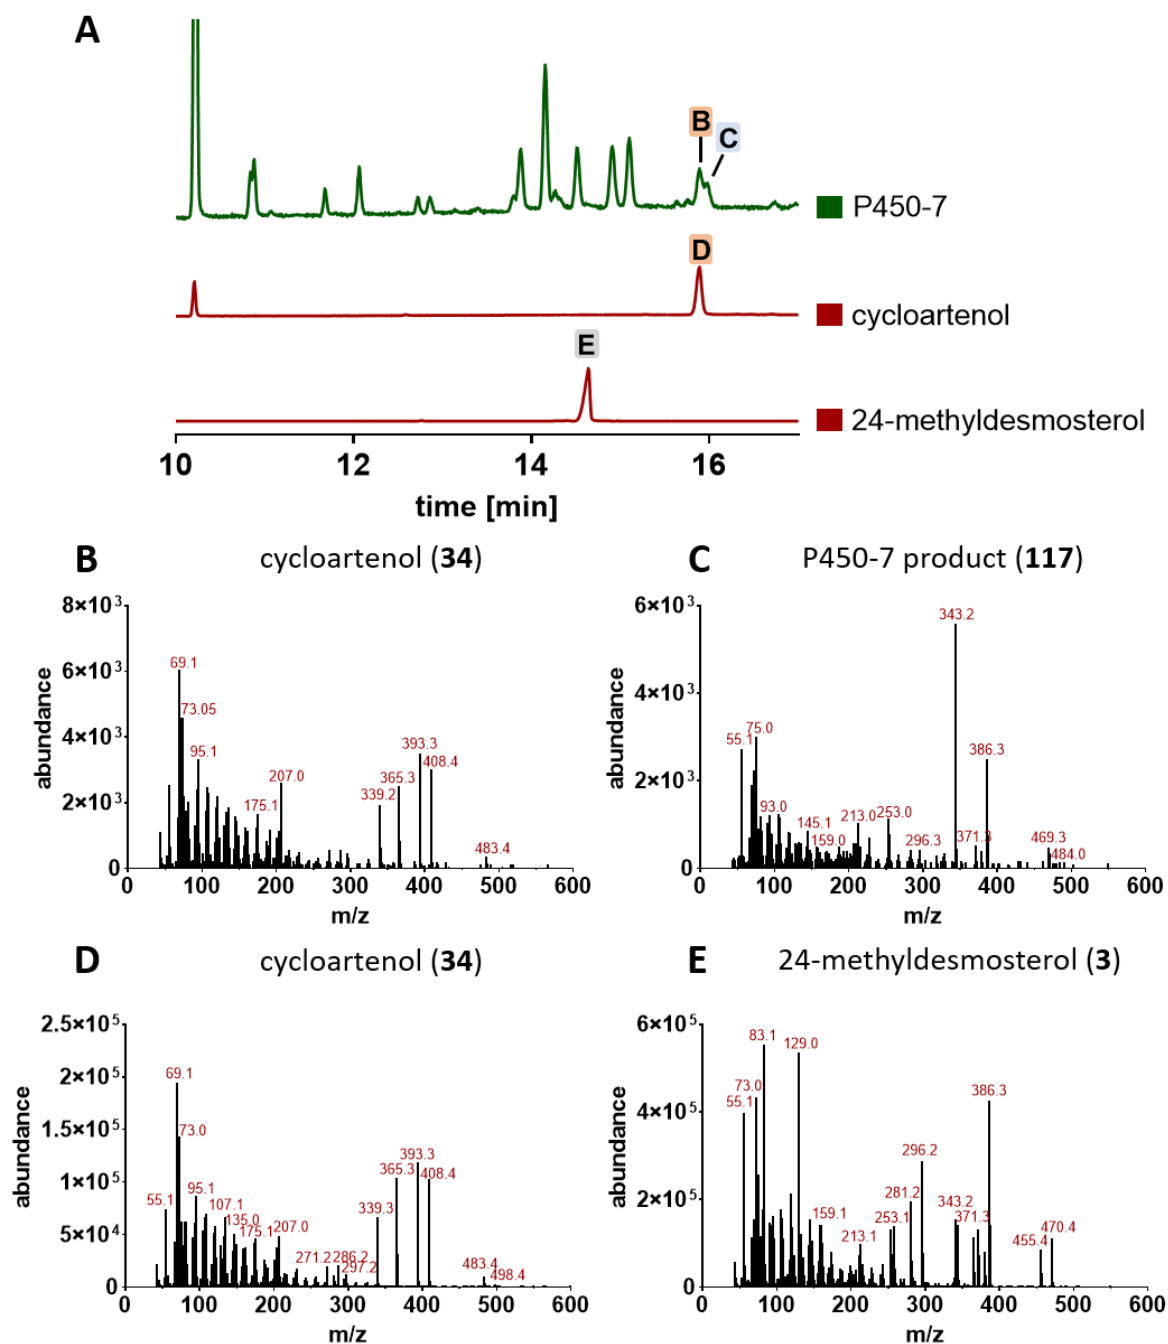 A
B
C
P450-7
D
cycloartenol
E
24-methyldesmosterol
10 12 14 16
time [min]
B cycloartenol (34)
8×10³
6×10³
4×10³
2×10³
0
abundance
69.1
73.05
95.1
175.1
207.0
339.2
365.3
393.3
408.4
483.4
0 100 200 300 400 500 600
m/z
C P450-7 product (117)
6×10³
4×10³
2×10³
0
abundance
55.1
75.0
93.0
145.1
159.0
213.0
253.0
296.3
343.2
371.3
386.3
469.3
484.0
0 100 200 300 400 500 600
m/z
D cycloartenol (34)
2.5×10⁵
2×10⁵
1.5×10⁵
1×10⁵
5×10⁴
0
abundance
55.1
69.1
73.0
95.1
107.1
135.0
175.1
207.0
271.2
286.2
297.2
339.3
365.3
393.3
408.4
483.4
498.4
0 100 200 300 400 500 600
m/z
E 24-methyldesmosterol (3)
6×10⁵
4×10⁵
2×10⁵
0
abundance
55.1
73.0
83.1
129.0
159.1
213.1
253.1
281.2
296.2
343.2
371.3
386.3
455.4
470.4
0 100 200 300 400 500 600
m/z